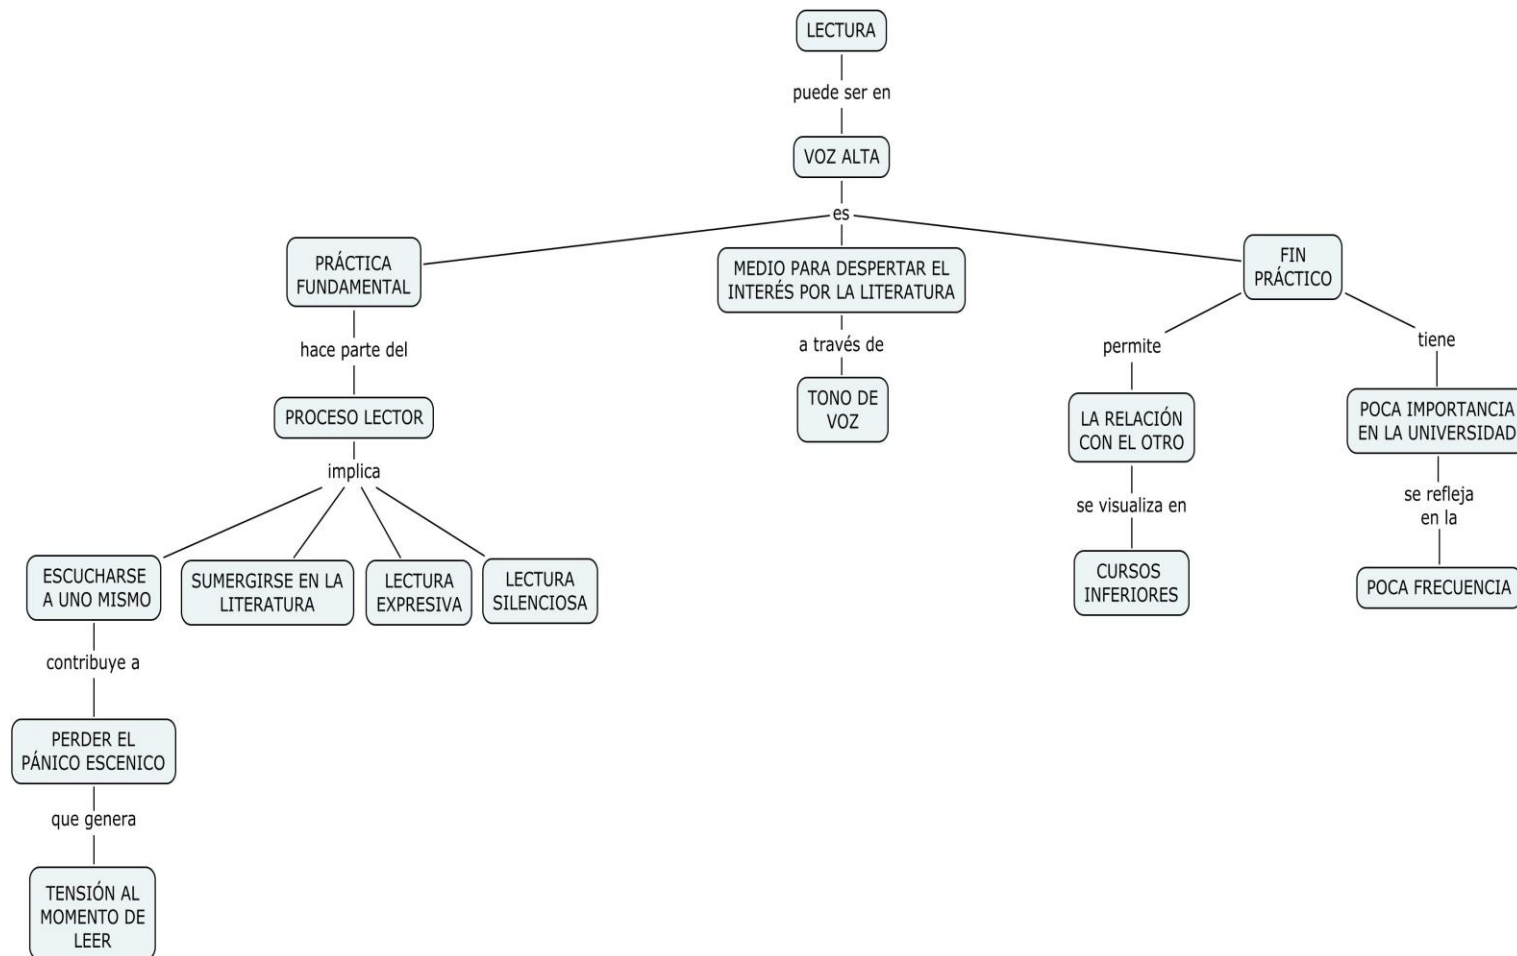 LECTURA
puede ser en
VOZ ALTA
es
PRÁCTICA
FUNDAMENTAL
hace parte del
PROCESO LECTOR
implica
ESCUCHARSE
A UNO MISMO
contribuye a
PERDER EL
PÁNICO ESCENICO
que genera
TENSIÓN AL
MOMENTO DE
LEER
SUMERGIRSE EN LA
LITERATURA
LECTURA
EXPRESIVA
LECTURA
SILENCIOSA
MEDIO PARA DESPERTAR EL
INTERÉS POR LA LITERATURA
a través de
TONO DE
VOZ
FIN
PRÁCTICO
permite
LA RELACIÓN
CON EL OTRO
se visualiza en
CURSOS
INFERIORES
tiene
POCA IMPORTANCIA
EN LA UNIVERSIDAD
se refleja
en la
POCA FRECUENCIA